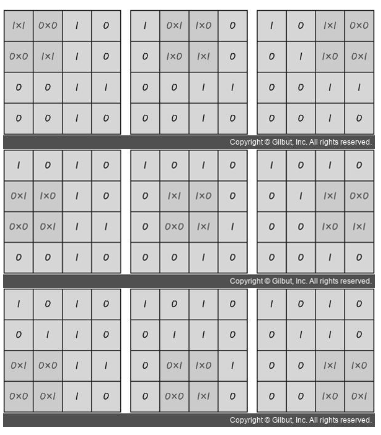 1×1 0×0 1 0 1 0×1 1×0 0 1 0 1×1 0×0
0×0 1×1 1 0 0 1×0 1×1 0 0 1 1×0 0×1
0 0 1 1 0 0 1 1 0 0 1 1
0 0 1 0 0 0 1 0 0 0 1 0
Copyright © Gilbut, Inc. All rights reserved.
1 0 1 0 1 0 1 0 1 0 1 0
0×1 1×0 1 0 0 1×1 1×0 0 0 1 1×1 0×0
0×0 0×1 1 1 0 0×0 1×1 1 0 0 1×0 1×1
0 0 1 0 0 0 1 0 0 0 1 0
Copyright © Gilbut, Inc. All rights reserved.
1 0 1 0 1 0 1 0 1 0 1 0
0 1 1 0 0 1 1 0 0 1 1 0
0×1 0×0 1 1 0 0×1 1×0 1 0 0 1×1 1×0
0×0 0×1 1 0 0 0×0 1×1 0 0 0 1×0 0×1
Copyright © Gilbut, Inc. All rights reserved.